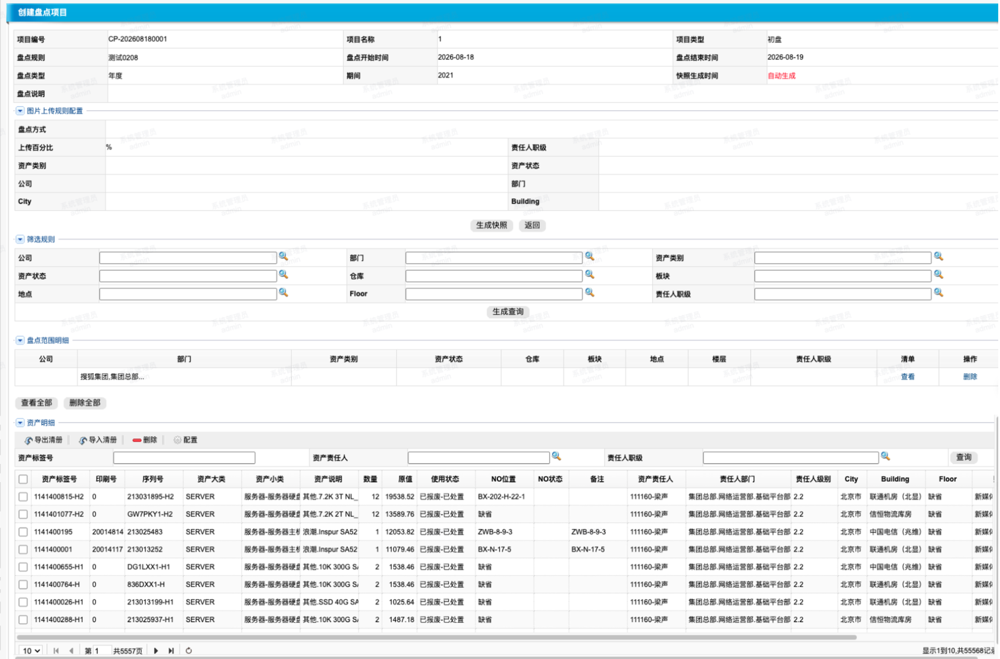 创建盘点项目
项目编号 CP-202608180001 项目名称 1 项目类型 初盘
盘点规则 测试0208 盘点开始时间 2026-08-18 盘点结束时间 2026-08-19
盘点类型 年度 期间 2021 快照生成时间 自动生成
盘点说明
图片上传规则配置
盘点方式
上传百分比 % 责任人职级
资产类别 资产状态
公司 部门
City Building
生成快照 返回
筛选规则
公司 部门 资产类别
资产状态 仓库 板块
地点 Floor 责任人职级
生成查询
盘点范围明细
公司 部门 资产类别 资产状态 仓库 板块 地点 楼层 责任人职级 清单 操作
搜狐集团,集团总部... 查看 删除
查看全部 删除全部
资产明细
导出清册 导入清册 删除 配置
资产标签号 资产责任人 责任人职级 查询
资产标签号 印刷号 序列号 资产大类 资产小类 资产说明 数量 原值 使用状态 NO位置 NO状态 备注 资产责任人 责任人部门 责任人级别 City Building Floor
1141400815-H2 0 213031895-H2 SERVER 服务器-服务器硬盘 其他.7.2K 3T NL_ 12 19538.52 已报废-已处置 BX-202-H-22-1 111160-梁声 集团总部.网络运营部.基础平台部 2.2 北京市 联通机房（北显） 缺省 新媒体
1141401077-H2 0 GW7PKY1-H2 SERVER 服务器-服务器硬盘 其他.7.2K 2T NL_ 12 13589.76 已报废-已处置 缺省 111160-梁声 集团总部.网络运营部.基础平台部 2.2 北京市 信恒物流库房 缺省 新媒体
1141400195 20014814 213025483 SERVER 服务器-服务器主机 浪潮.Inspur SA52 1 12053.82 已报废-已处置 ZWB-8-9-3 ZWB-8-9-3 111160-梁声 集团总部.网络运营部.基础平台部 2.2 北京市 中国电信（兆维） 缺省 新媒体
1141400001 20014117 213013252 SERVER 服务器-服务器主机 浪潮.Inspur SA52 1 11079.46 已报废-已处置 BX-N-17-5 BX-N-17-5 111160-梁声 集团总部.网络运营部.基础平台部 2.2 北京市 联通机房（北显） 缺省 新媒体
1141400655-H1 0 DG1LXX1-H1 SERVER 服务器-服务器硬盘 其他.10K 300G SA 2 1538.46 已报废-已处置 缺省 111160-梁声 集团总部.网络运营部.基础平台部 2.2 北京市 中国电信（兆维） 缺省 新媒体
1141400764-H 0 836DXX1-H SERVER 服务器-服务器硬盘 其他.10K 300G SA 2 1538.46 已报废-已处置 缺省 111160-梁声 集团总部.网络运营部.基础平台部 2.2 北京市 联通机房（北显） 缺省 新媒体
1141400026-H1 0 213013199-H1 SERVER 服务器-服务器硬盘 其他.SSD 40G SA 2 1025.64 已报废-已处置 缺省 111160-梁声 集团总部.网络运营部.基础平台部 2.2 北京市 联通机房（北显） 缺省 新媒体
1141400288-H1 0 213025937-H1 SERVER 服务器-服务器硬盘 其他.10K 300G SA 2 1487.18 已报废-已处置 缺省 111160-梁声 集团总部.网络运营部.基础平台部 2.2 北京市 信恒物流库房 缺省 新媒体
10 第 1 共5557页 显示1到10,共55568记录
系统管理员
admin